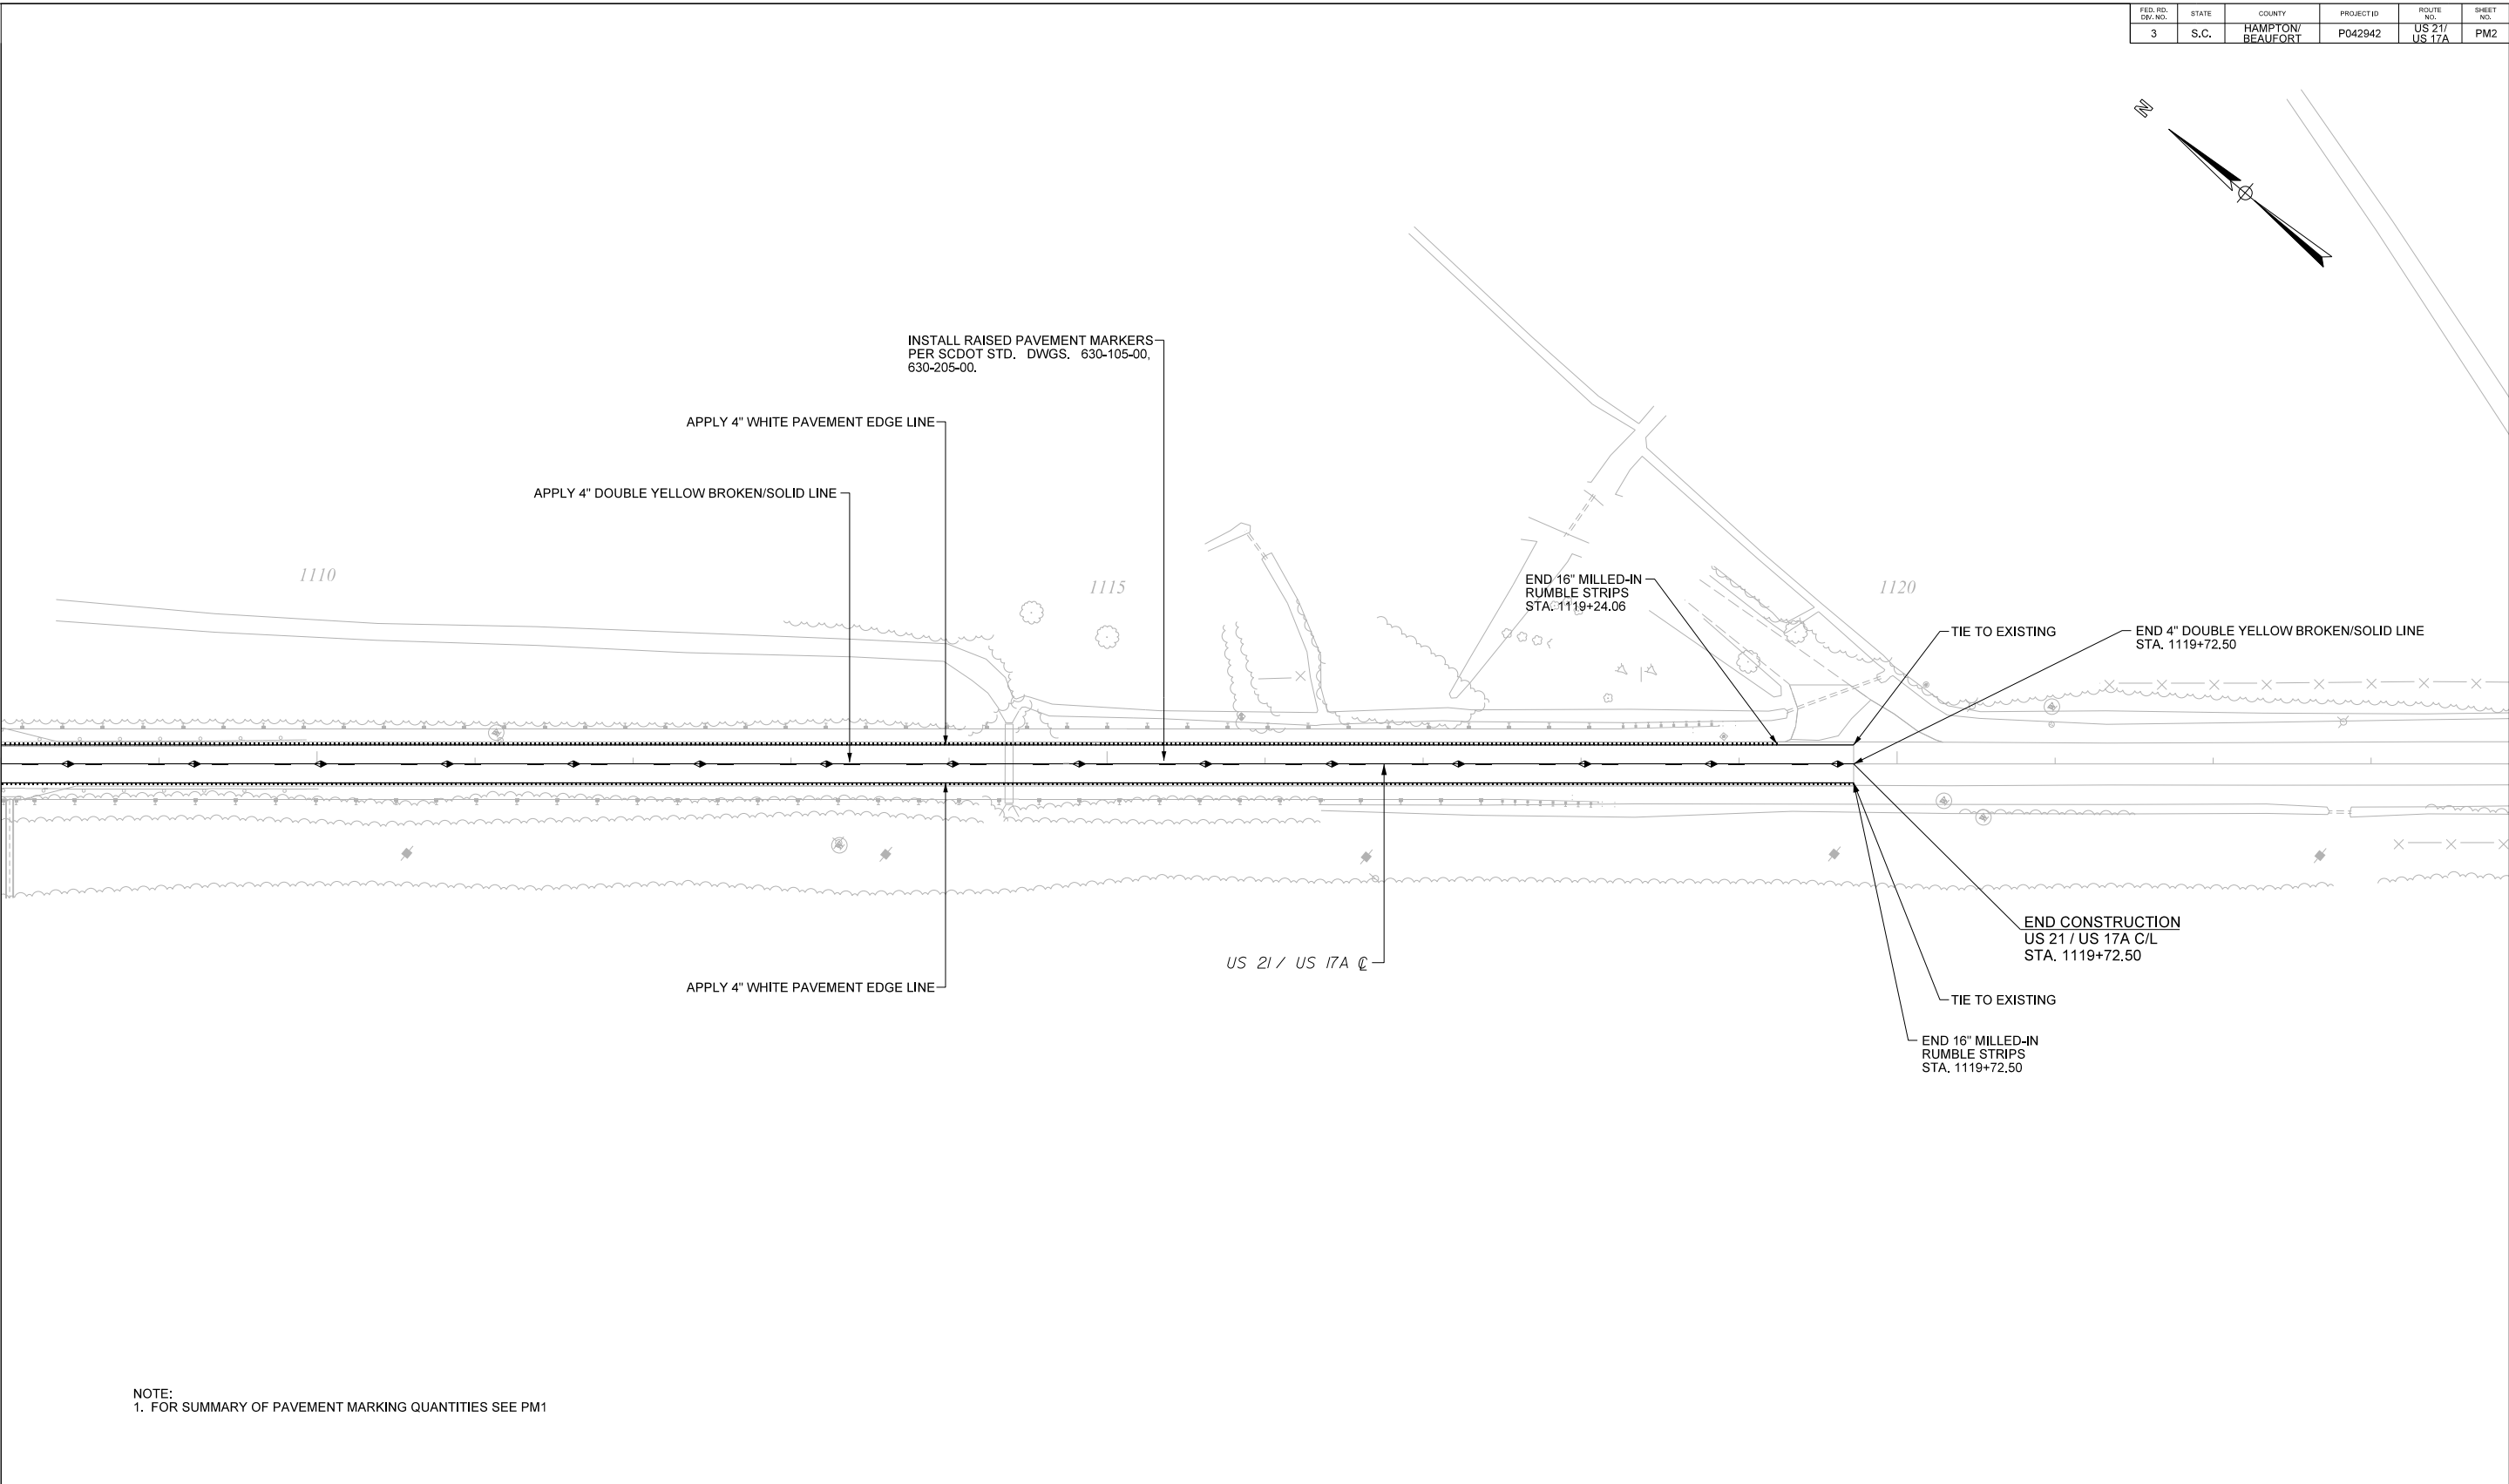 FED. RD. DIV. NO. STATE COUNTY PROJECT ID ROUTE NO. SHEET NO.
3 S.C. HAMPTON/ BEAUFORT P042942 US 21/ US 17A PM2
N
INSTALL RAISED PAVEMENT MARKERS
PER SCDOT STD. DWGS. 630-105-00,
630-205-00.
APPLY 4" WHITE PAVEMENT EDGE LINE
APPLY 4" DOUBLE YELLOW BROKEN/SOLID LINE
1110
1115
1120
END 16" MILLED-IN
RUMBLE STRIPS
STA. 1119+24.06
TIE TO EXISTING
END 4" DOUBLE YELLOW BROKEN/SOLID LINE
STA. 1119+72.50
END CONSTRUCTION
US 21 / US 17A C/L
STA. 1119+72.50
US 21 / US 17A ℄
APPLY 4" WHITE PAVEMENT EDGE LINE
TIE TO EXISTING
END 16" MILLED-IN
RUMBLE STRIPS
STA. 1119+72.50
NOTE:
1. FOR SUMMARY OF PAVEMENT MARKING QUANTITIES SEE PM1